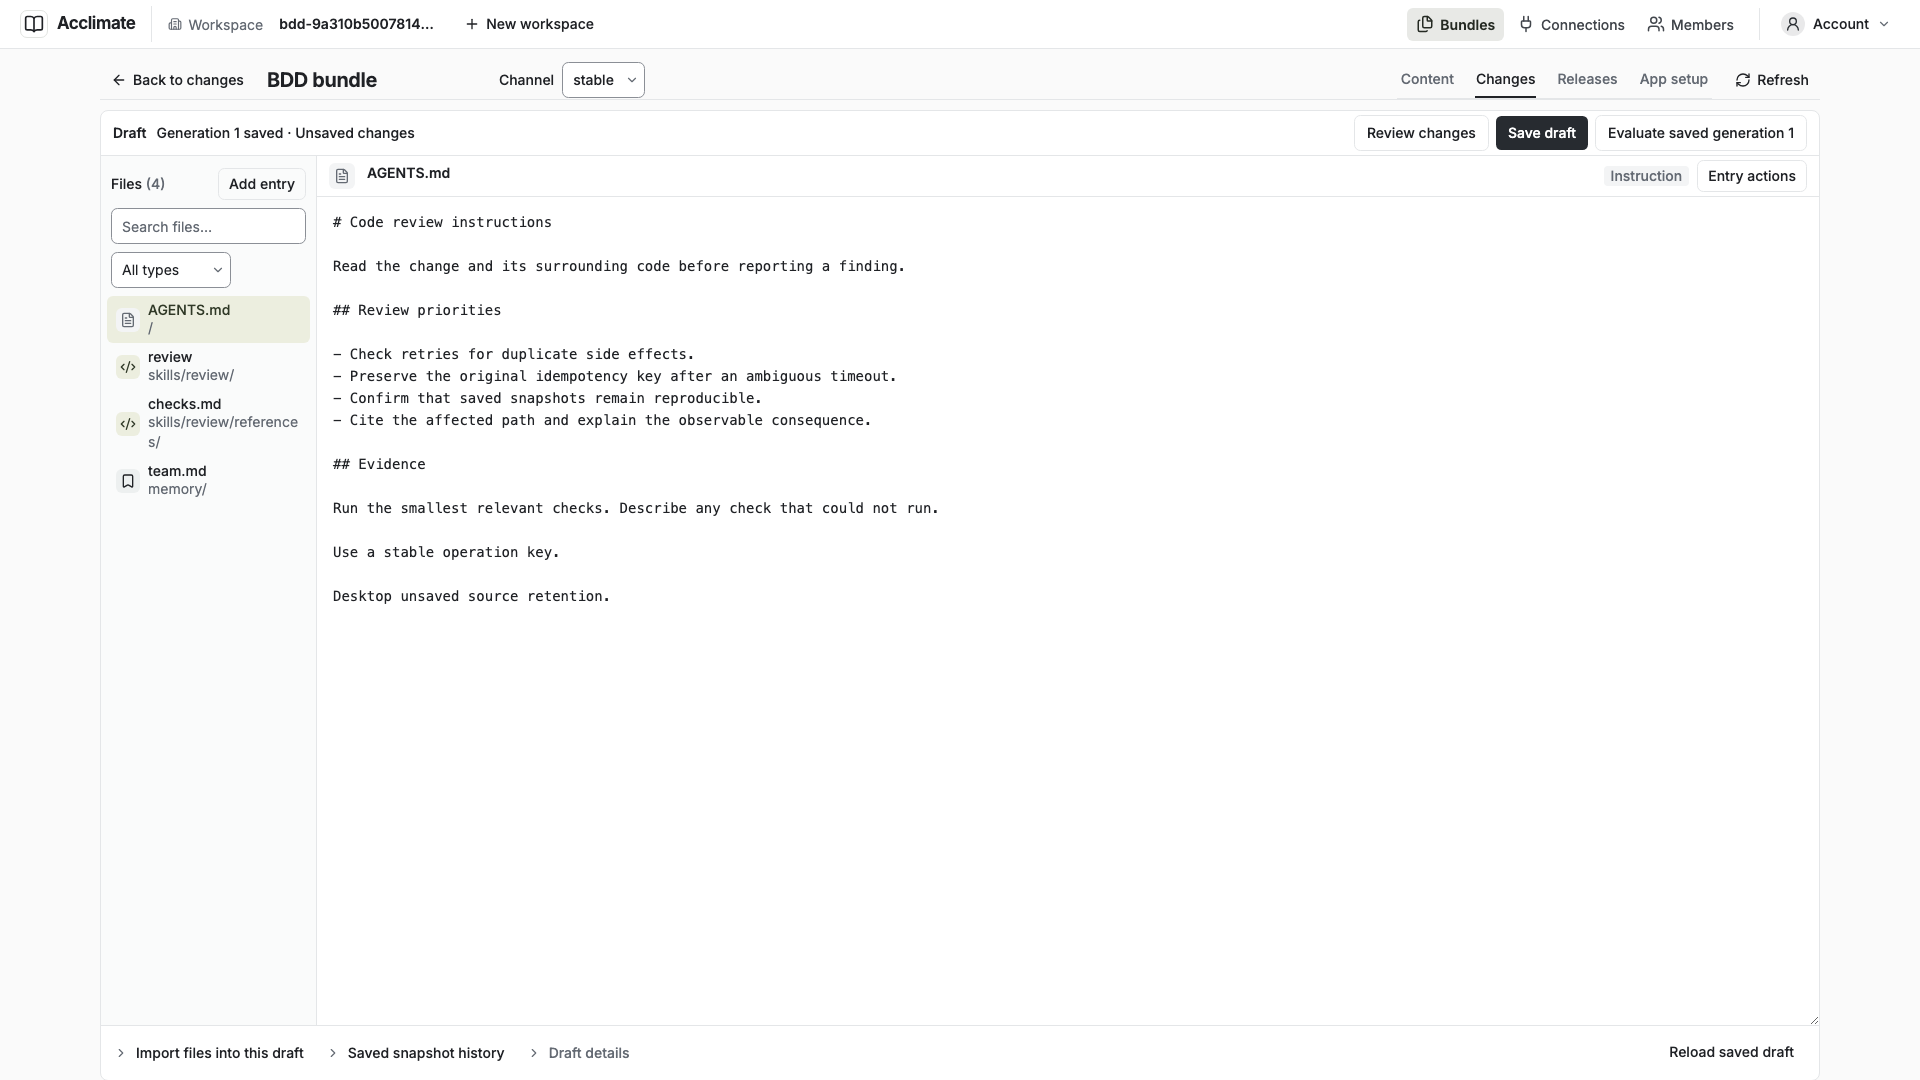 Acclimate
Workspace
bdd-9a310b5007814...
New workspace
Bundles
Connections
Members
Account
Back to changes
BDD bundle
Channel
stable
Content
Changes
Releases
App setup
Refresh
Draft
Generation 1 saved · Unsaved changes
Review changes
Save draft
Evaluate saved generation 1
Files (4)
Add entry
Search files...
All types
AGENTS.md
/
review
skills/review/
checks.md
skills/review/reference
s/
team.md
memory/
AGENTS.md
Instruction
Entry actions
# Code review instructions
Read the change and its surrounding code before reporting a finding.
## Review priorities
- Check retries for duplicate side effects.
- Preserve the original idempotency key after an ambiguous timeout.
- Confirm that saved snapshots remain reproducible.
- Cite the affected path and explain the observable consequence.
## Evidence
Run the smallest relevant checks. Describe any check that could not run.
Use a stable operation key.
Desktop unsaved source retention.
Import files into this draft
Saved snapshot history
Draft details
Reload saved draft